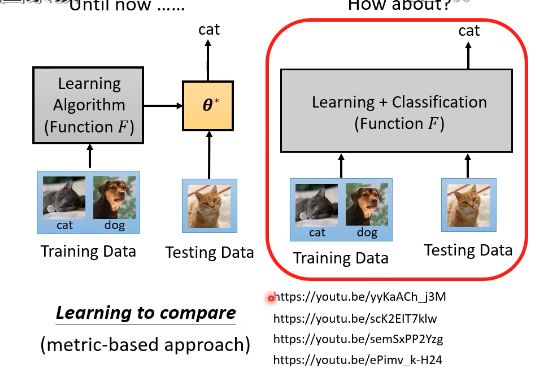 Until now ......
How about?
cat
cat
Learning
Algorithm
(Function F)
θ*
Learning + Classification
(Function F)
cat
dog
Training Data
Testing Data
cat
dog
Training Data
Testing Data
Learning to compare
(metric-based approach)
https://youtu.be/yyKaACh_j3M
https://youtu.be/scK2EIT7klw
https://youtu.be/semSxPP2Yzg
https://youtu.be/ePimv_k-H24